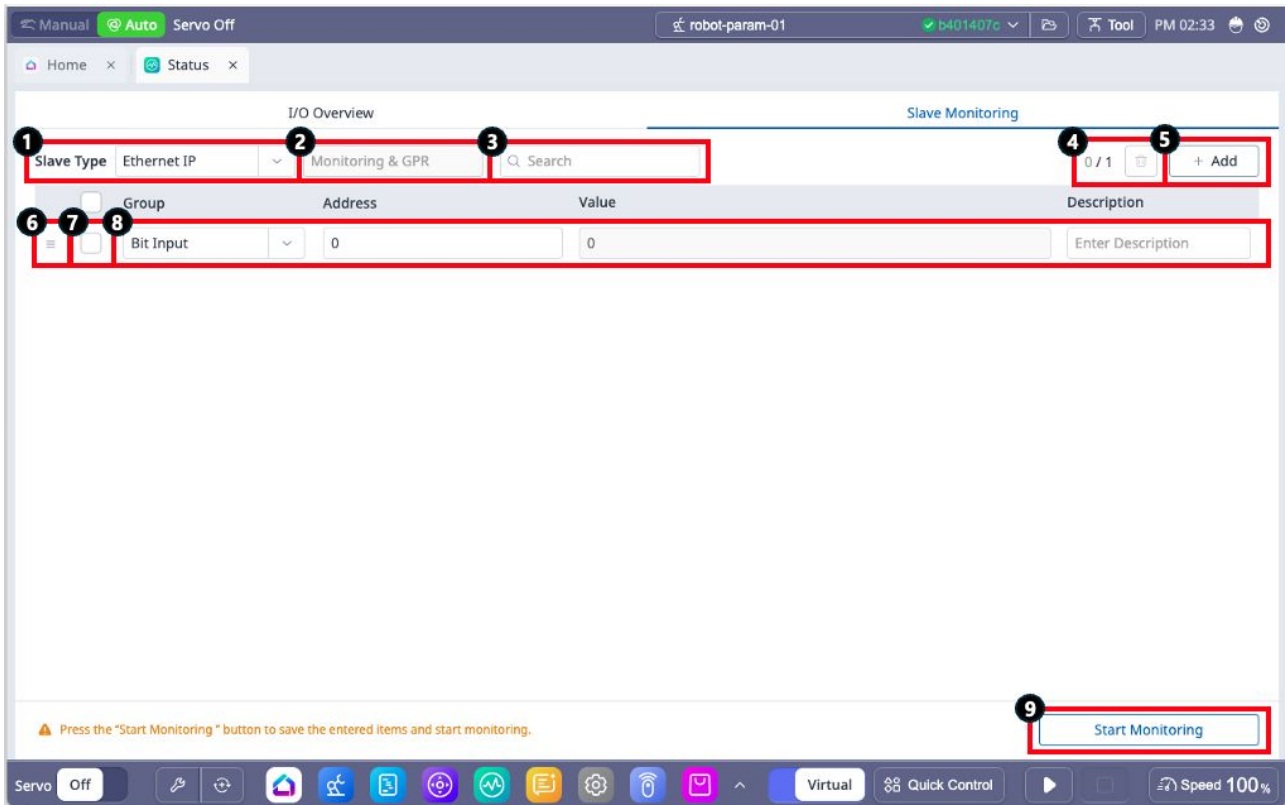 Manual Auto Servo Off robot-param-01 b401407c Tool PM 02:33
Home × Status ×
I/O Overview Slave Monitoring
1 2 3 4 5
Slave Type Ethernet IP Monitoring & GPR Search 0 / 1 + Add
Group Address Value Description
6 7 8
Bit Input 0 0 Enter Description
9
Press the "Start Monitoring " button to save the entered items and start monitoring. Start Monitoring
Servo Off Virtual Quick Control Speed 100%